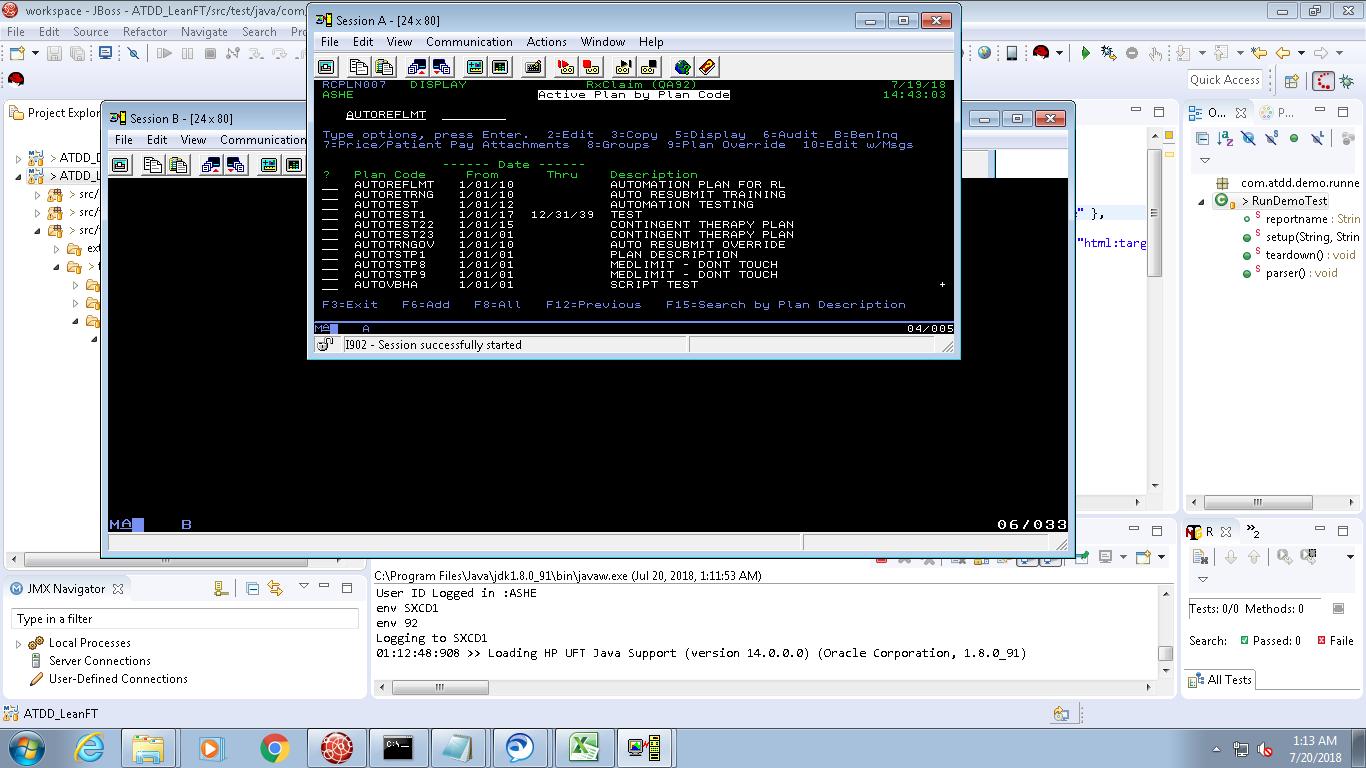 workspace - JBoss - ATDD_LeanFT/src/test/java/com/
File Edit Source Refactor Navigate Search
Quick Access
Project Explor
> ATDD_
> ATDD_L
> src/
> src/
> src/
Session B - [24 x 80]
File Edit View Communication
MA B 06/033
Session A - [24 x 80]
File Edit View Communication Actions Window Help
RCPLN007 DISPLAY RxClaim (QA92) 7/19/18
ASHE Active Plan by Plan Code 14:43:03
AUTOREFLMT
Type options, press Enter. 2=Edit 3=Copy 5=Display 6=Audit B=BenInq
7=Price/Patient Pay Attachments 8=Groups 9=Plan Override 10=Edit w/Msgs
------ Date ------
? Plan Code From Thru Description
AUTOREFLMT 1/01/10 AUTOMATION PLAN FOR RL
AUTORETRNG 1/01/10 AUTO RESUBMIT TRAINING
AUTOTEST 1/01/12 AUTOMATION TESTING
AUTOTEST1 1/01/17 12/31/39 TEST
AUTOTEST22 1/01/15 CONTINGENT THERAPY PLAN
AUTOTEST23 1/01/01 CONTINGENT THERAPY PLAN
AUTOTRNGOV 1/01/10 AUTO RESUBMIT OVERRIDE
AUTOTSTP1 1/01/01 PLAN DESCRIPTION
AUTOTSTP8 1/01/01 MEDLIMIT - DONT TOUCH
AUTOTSTP9 1/01/01 MEDLIMIT - DONT TOUCH
AUTOVBHA 1/01/01 SCRIPT TEST +
F3=Exit F6=Add F8=All F12=Previous F15=Search by Plan Description
MA A 04/005
I902 - Session successfully started
" },
"html:targ
O...
P...
com.atdd.demo.runne
> RunDemoTest
reportname : Strin
setup(String, Strin
teardown() : void
parser() : void
JMX Navigator
Type in a filter
Local Processes
Server Connections
User-Defined Connections
C:\Program Files\Java\jdk1.8.0_91\bin\javaw.exe (Jul 20, 2018, 1:11:53 AM)
User ID Logged in :ASHE
env SXCD1
env 92
Logging to SXCD1
01:12:48:908 >> Loading HP UFT Java Support (version 14.0.0.0) (Oracle Corporation, 1.8.0_91)
R
»2
Tests: 0/0 Methods: 0
Search: Passed: 0 Faile
All Tests
ATDD_LeanFT
1:13 AM
7/20/2018